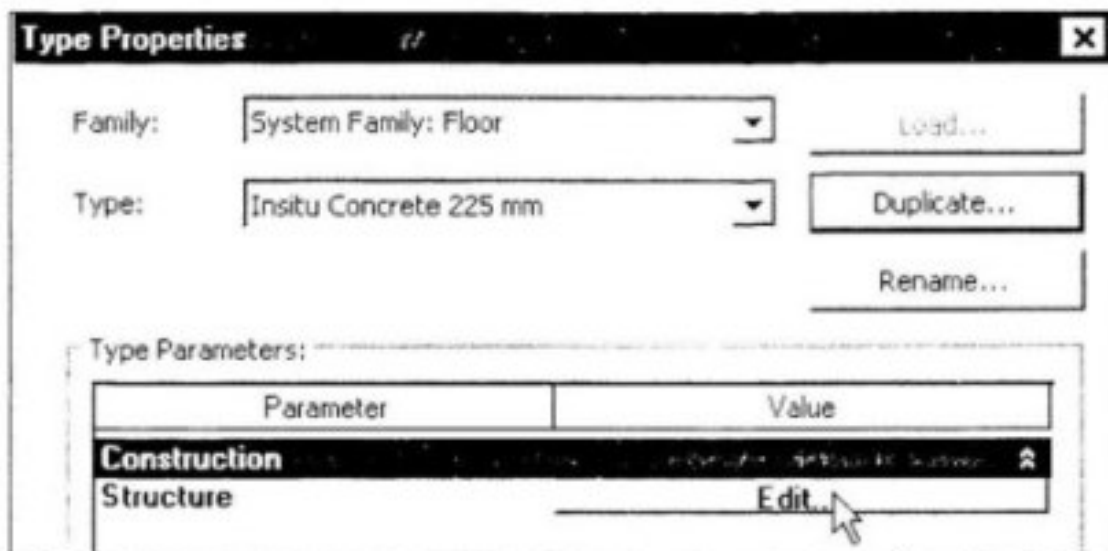 Type Properties
Family: System Family: Floor Load...
Type: Insitu Concrete 225 mm Duplicate...
Rename...
Type Parameters:
Parameter Value
Construction
Structure Edit...